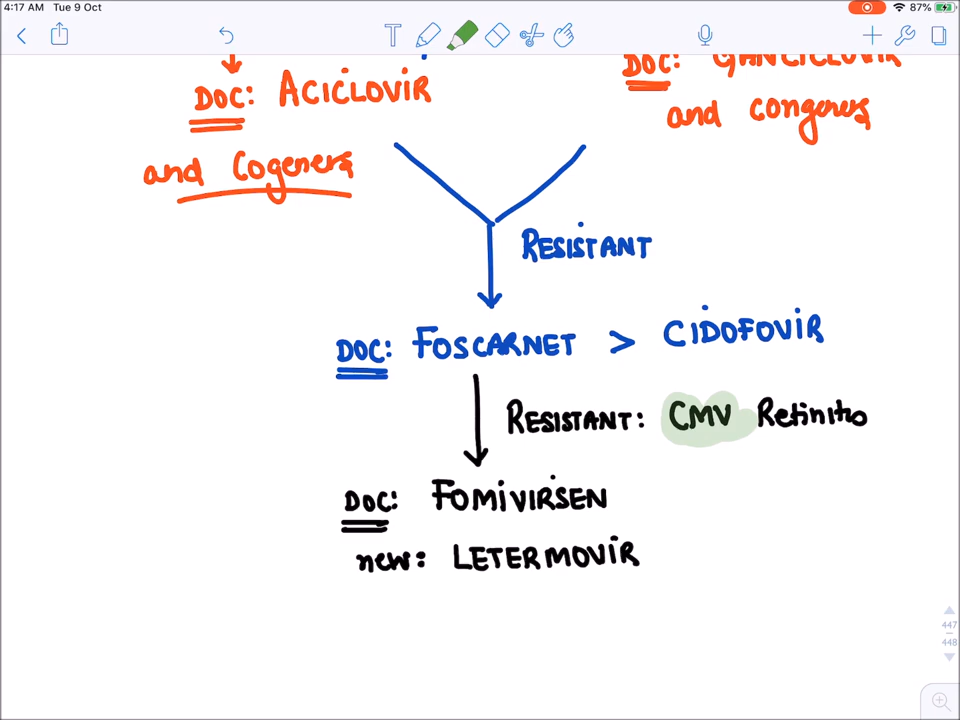 4:17 AM Tue 9 Oct
87%
T
DOC: ACICLOVIR
and Cogeners
DOC: GANCICLOVIR
and congeners
RESISTANT
DOC: FOSCARNET > CIDOFOVIR
RESISTANT: CMV Retinitis
DOC: FOMIVIRSEN
new: LETERMOVIR
447
448